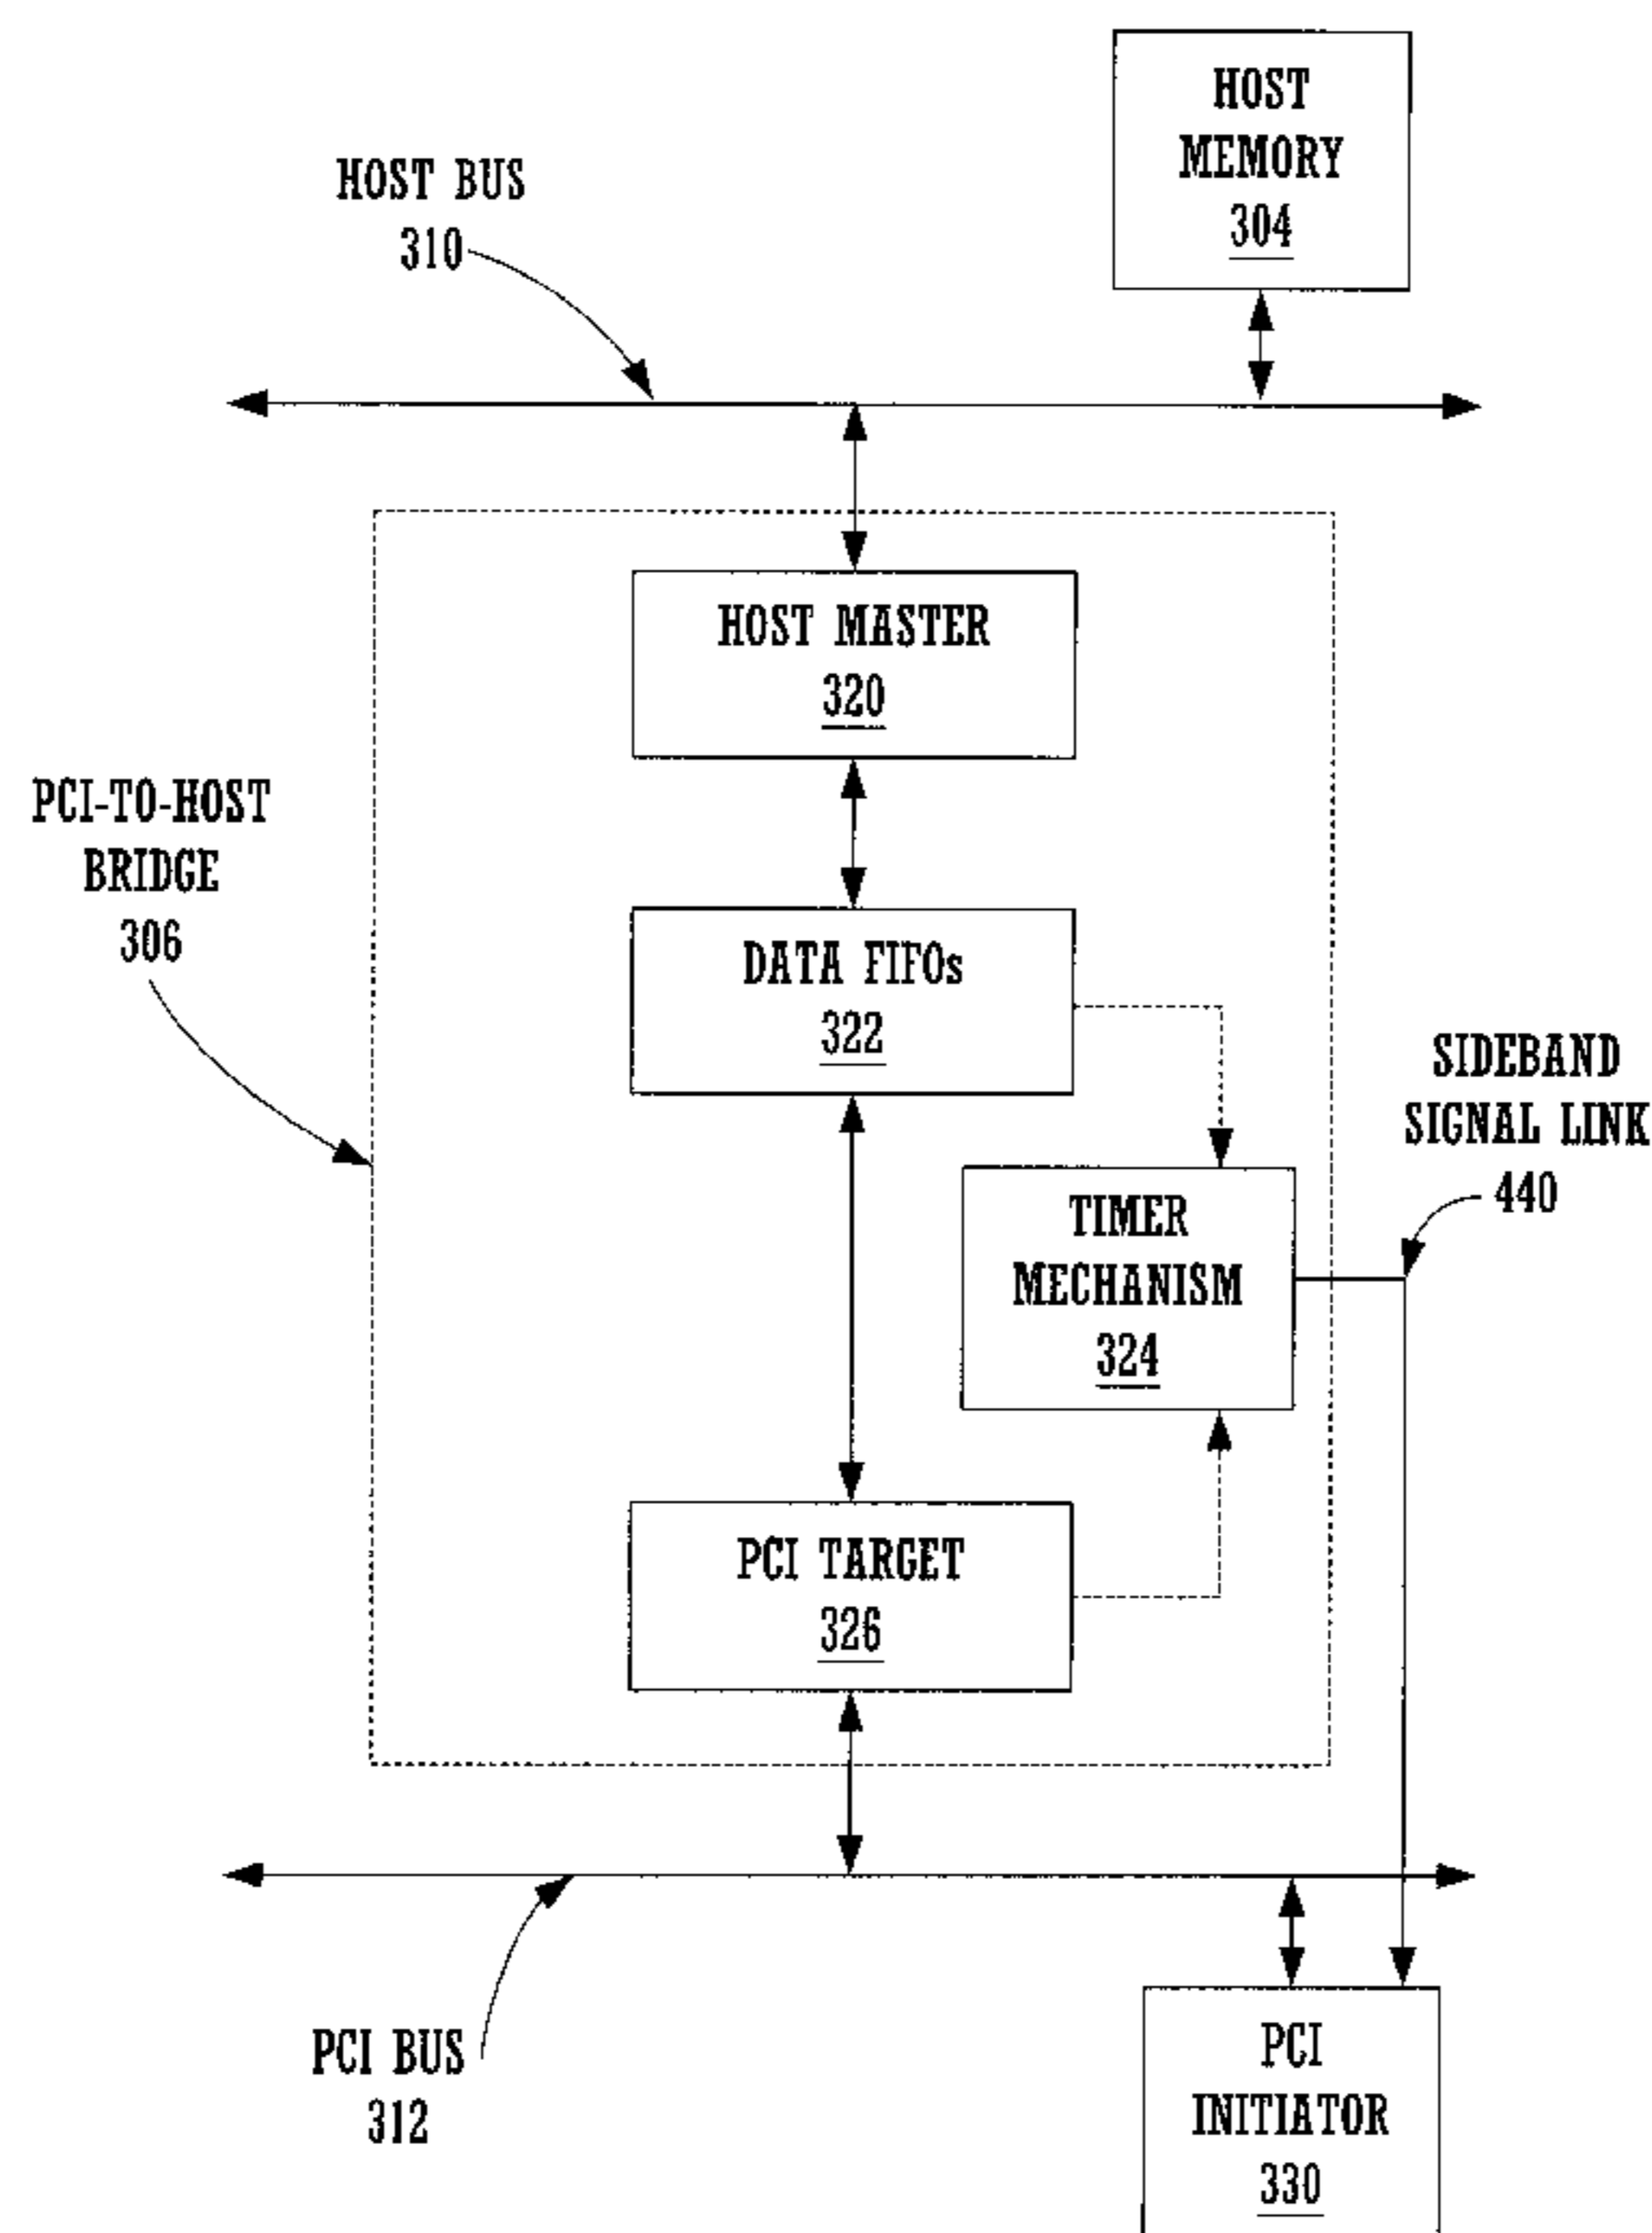 HOST
MEMORY
304
HOST BUS
310
HOST MASTER
320
PCI-TO-HOST
BRIDGE
306
DATA FIFOs
322
SIDEBAND
SIGNAL LINK
440
TIMER
MECHANISM
324
PCI TARGET
326
PCI BUS
312
PCI
INITIATOR
330